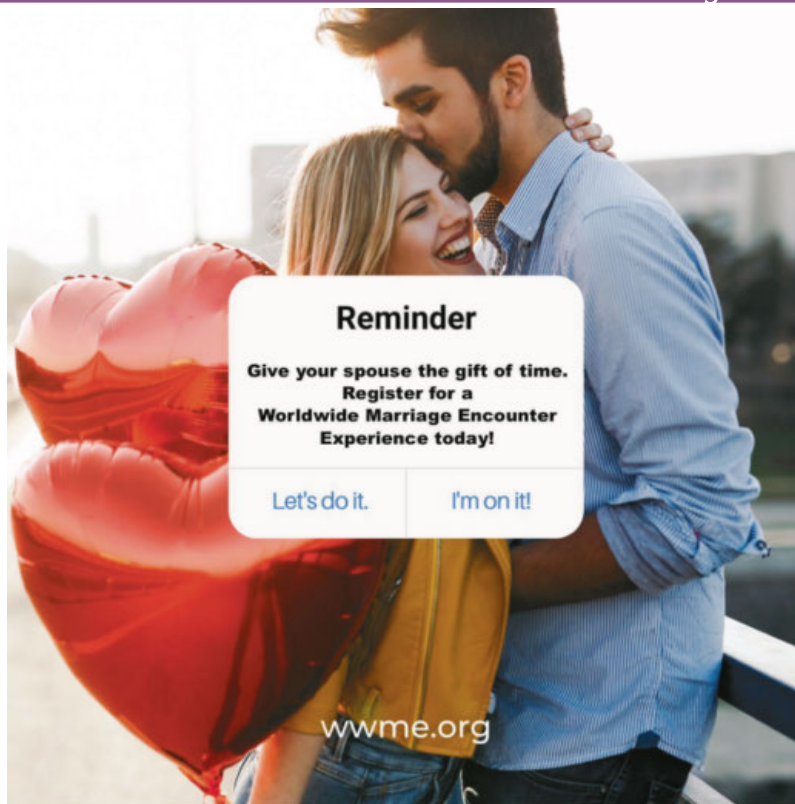 Reminder
Give your spouse the gift of time.
Register for a
Worldwide Marriage Encounter
Experience today!
Let's do it.
I'm on it!
wwme.org